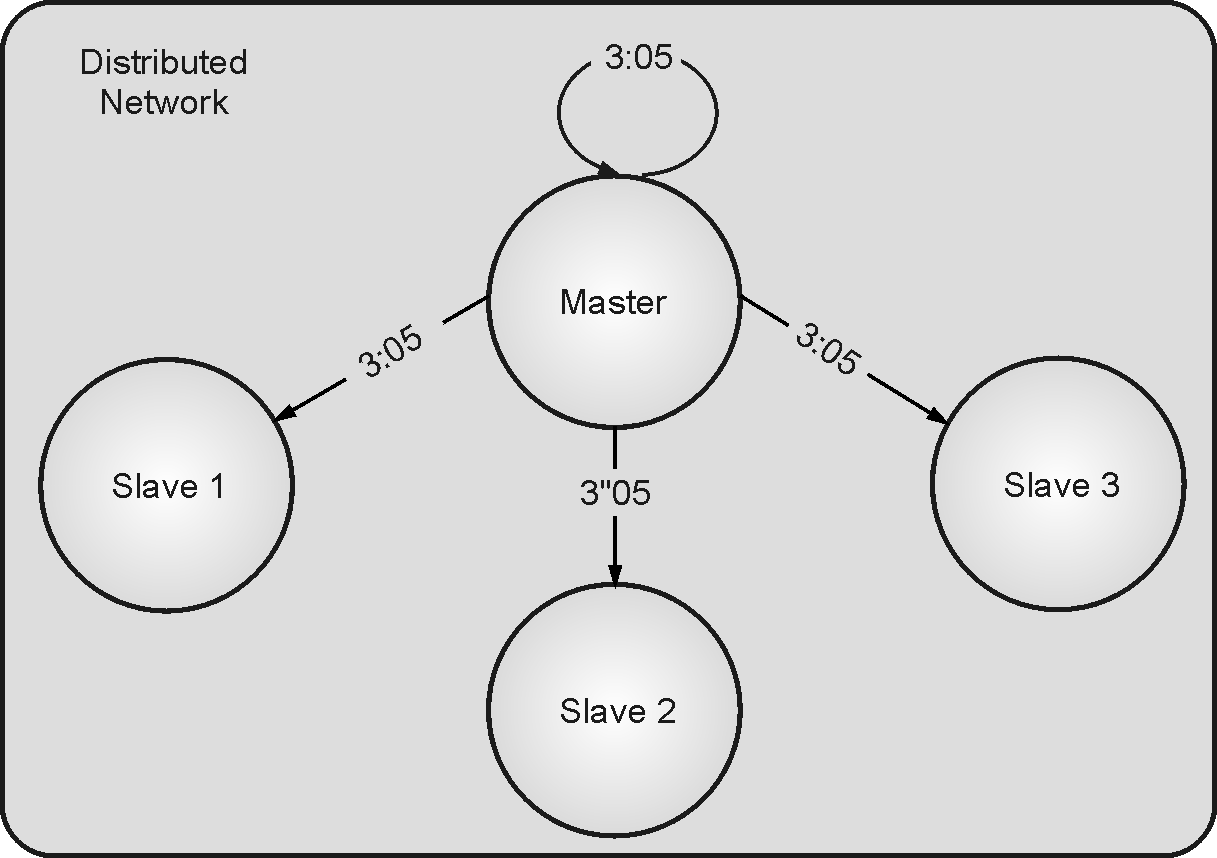 Distributed
Network
3:05
Master
3:05
3:05
Slave 1
3"05
Slave 3
Slave 2